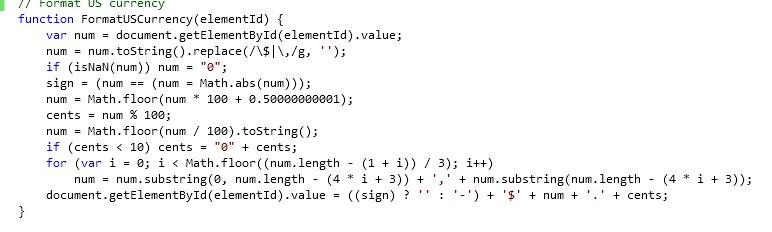 // Format US currency
function FormatUSCurrency(elementId) {
    var num = document.getElementById(elementId).value;
    num = num.toString().replace(/\$|\,/g, '');
    if (isNaN(num)) num = "0";
    sign = (num == (num = Math.abs(num)));
    num = Math.floor(num * 100 + 0.50000000001);
    cents = num % 100;
    num = Math.floor(num / 100).toString();
    if (cents < 10) cents = "0" + cents;
    for (var i = 0; i < Math.floor((num.length - (1 + i)) / 3); i++)
        num = num.substring(0, num.length - (4 * i + 3)) + ',' + num.substring(num.length - (4 * i + 3));
    document.getElementById(elementId).value = ((sign) ? '' : '-') + '$' + num + '.' + cents;
}